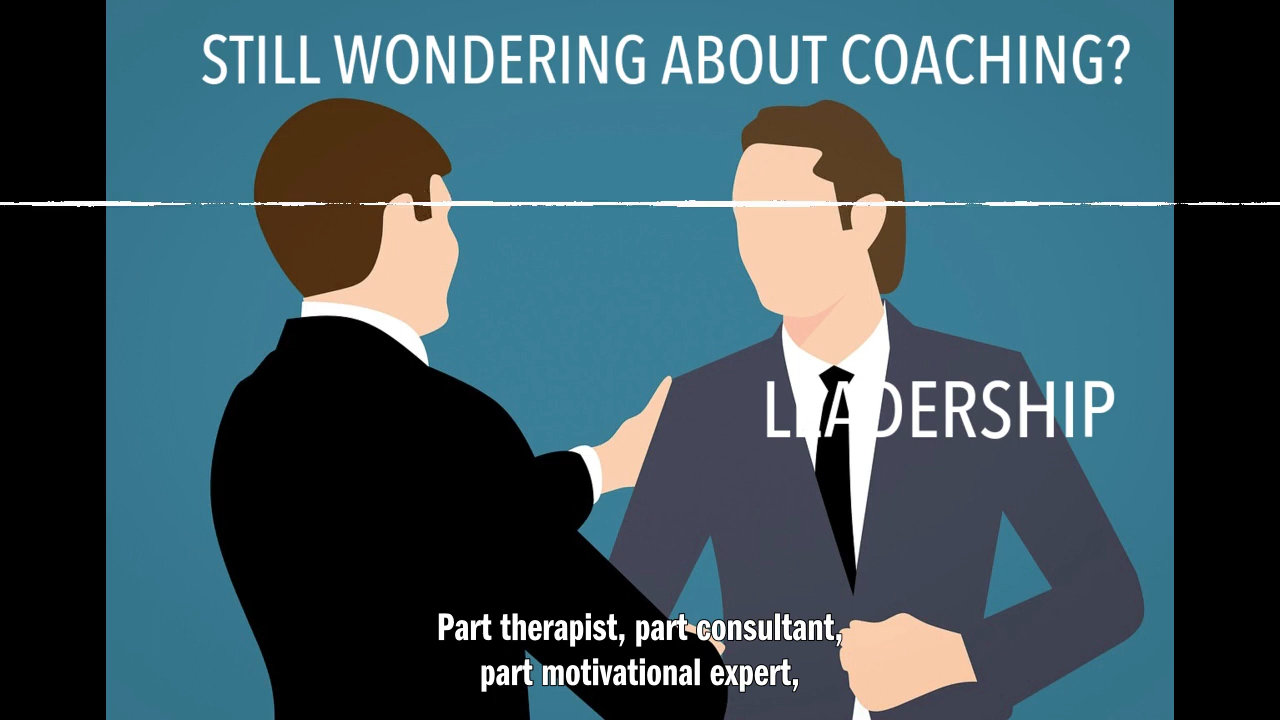 STILL WONDERING ABOUT COACHING?
LEADERSHIP
Part therapist, part consultant,
part motivational expert,